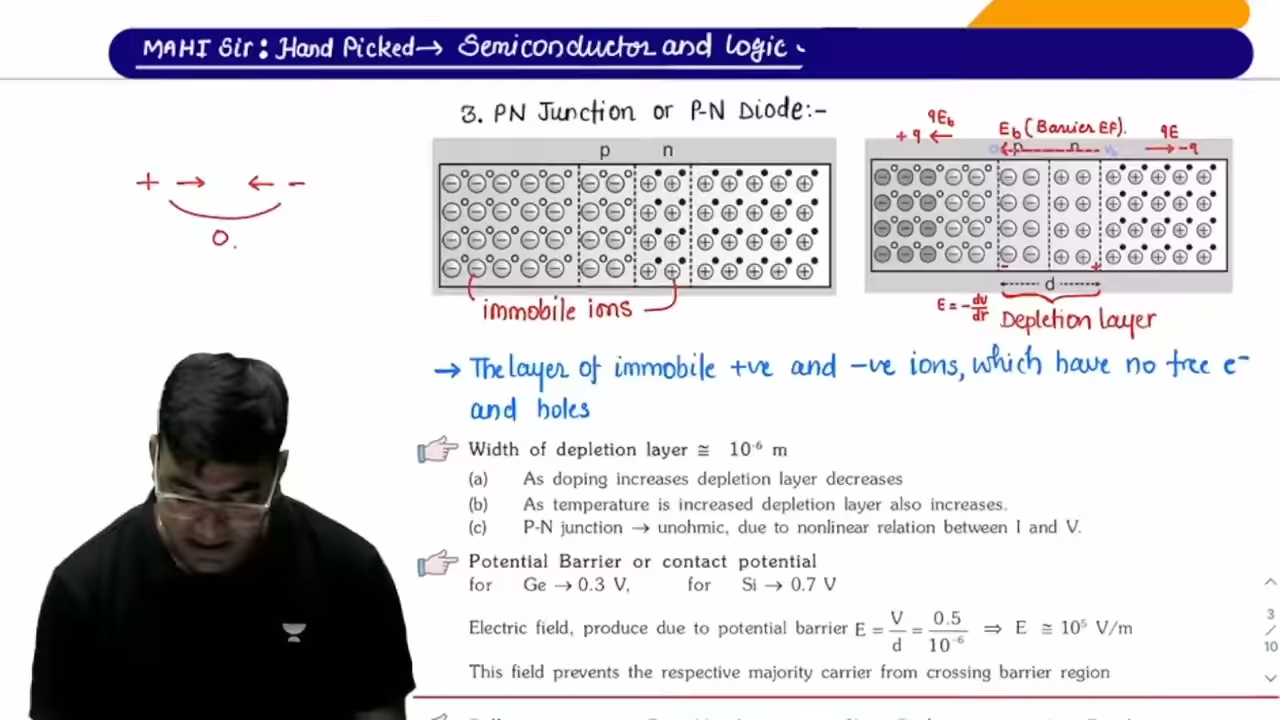 MAHI Sir : Hand Picked → Semiconductor and logic
3. PN Junction or P-N Diode:-
p n
immobile ions
+ → ← -
0.
+q ← qEb
Eb (Barrier EF).
qE → -q
p n
- +
d
E = -dv/dr
Depletion layer
→ The layer of immobile +ve and -ve ions, which have no free e⁻
and holes
Width of depletion layer ≅ 10⁻⁶ m
(a) As doping increases depletion layer decreases
(b) As temperature is increased depletion layer also increases.
(c) P-N junction → unohmic, due to nonlinear relation between I and V.
Potential Barrier or contact potential
for Ge → 0.3 V, for Si → 0.7 V
Electric field, produce due to potential barrier E = V/d = 0.5/10⁻⁶ ⇒ E ≅ 10⁵ V/m
This field prevents the respective majority carrier from crossing barrier region
3
/
10